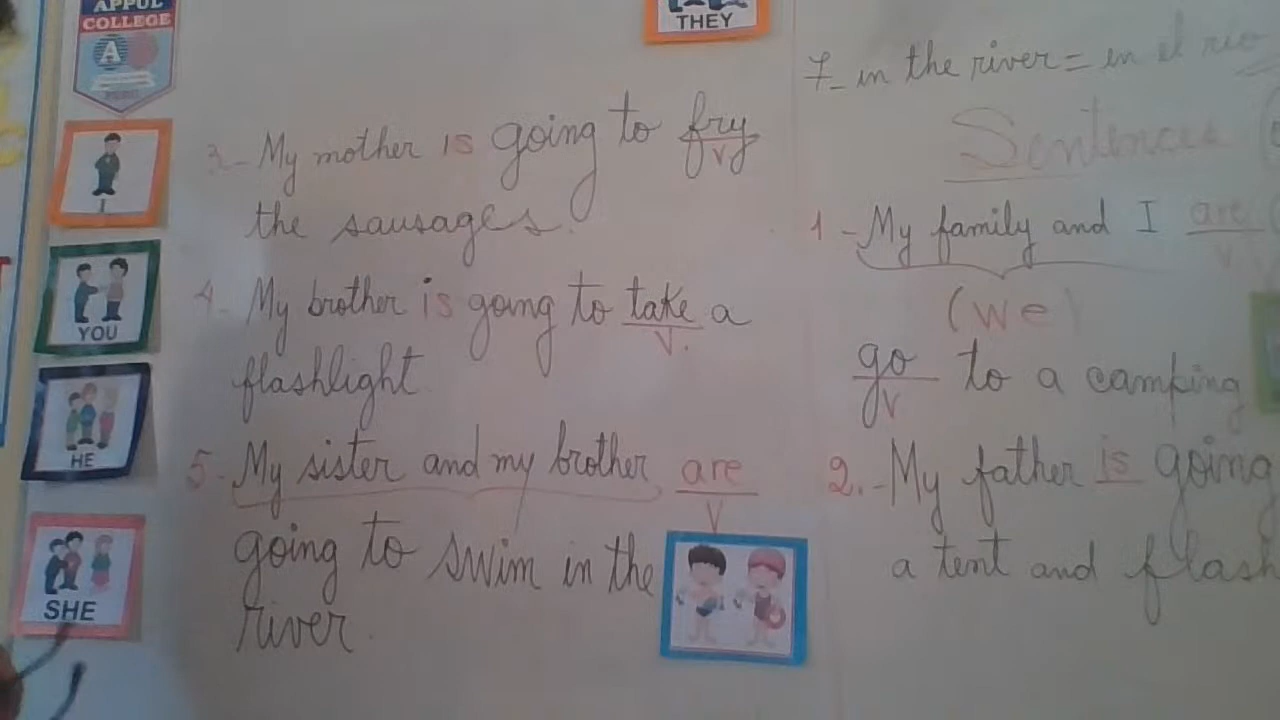 APPUL
COLLEGE
A
I
YOU
HE
SHE
THEY
3- My mother is going to fry
V
the sausages.
4- My brother is going to take a
V.
flashlight.
5- My sister and my brother are
V
going to swim in the
river.
7- in the river = en el rio
Sentences
1- My family and I are
V
(We)
go to a camping
V
2.- My father is going
a tent and flash